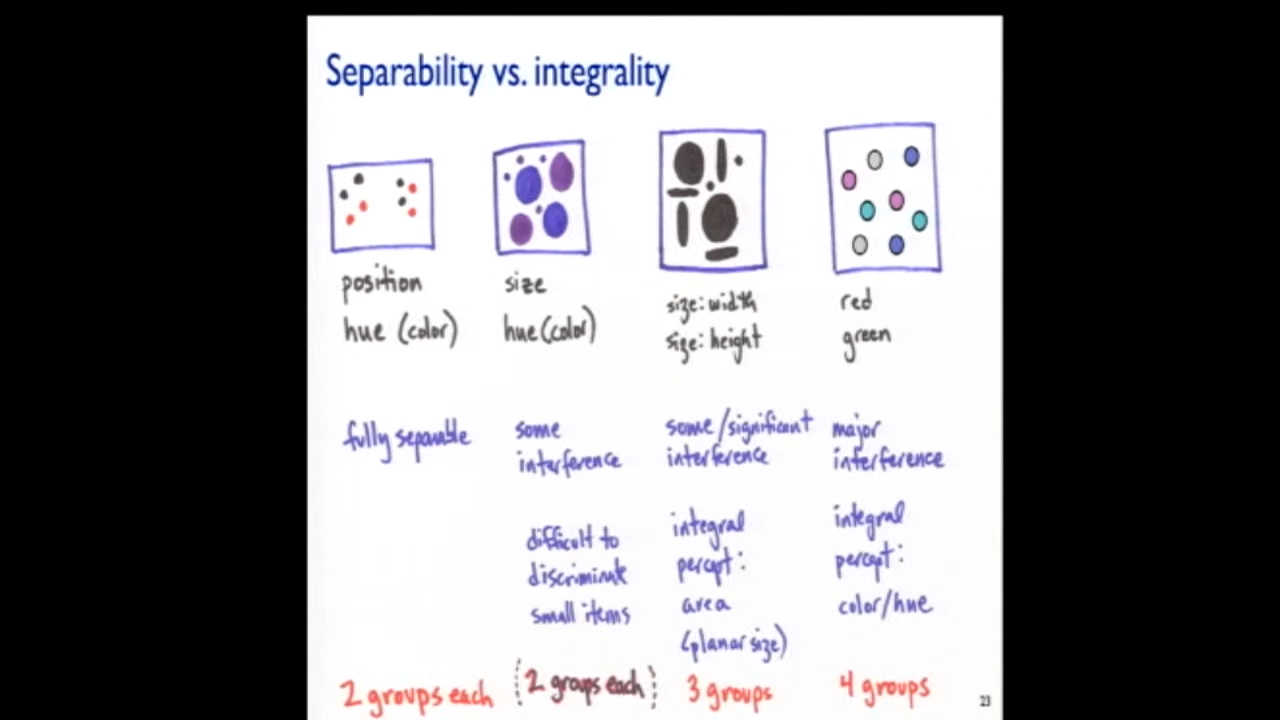 Separability vs. integrality
position
hue (color)
size
hue (color)
size: width
size: height
red
green
fully separable
some
interference
some/significant
interference
major
interference
difficult to
discriminate
small items
integral
percept:
area
(planar size)
integral
percept:
color/hue
2 groups each
(2 groups each)
3 groups
4 groups
23